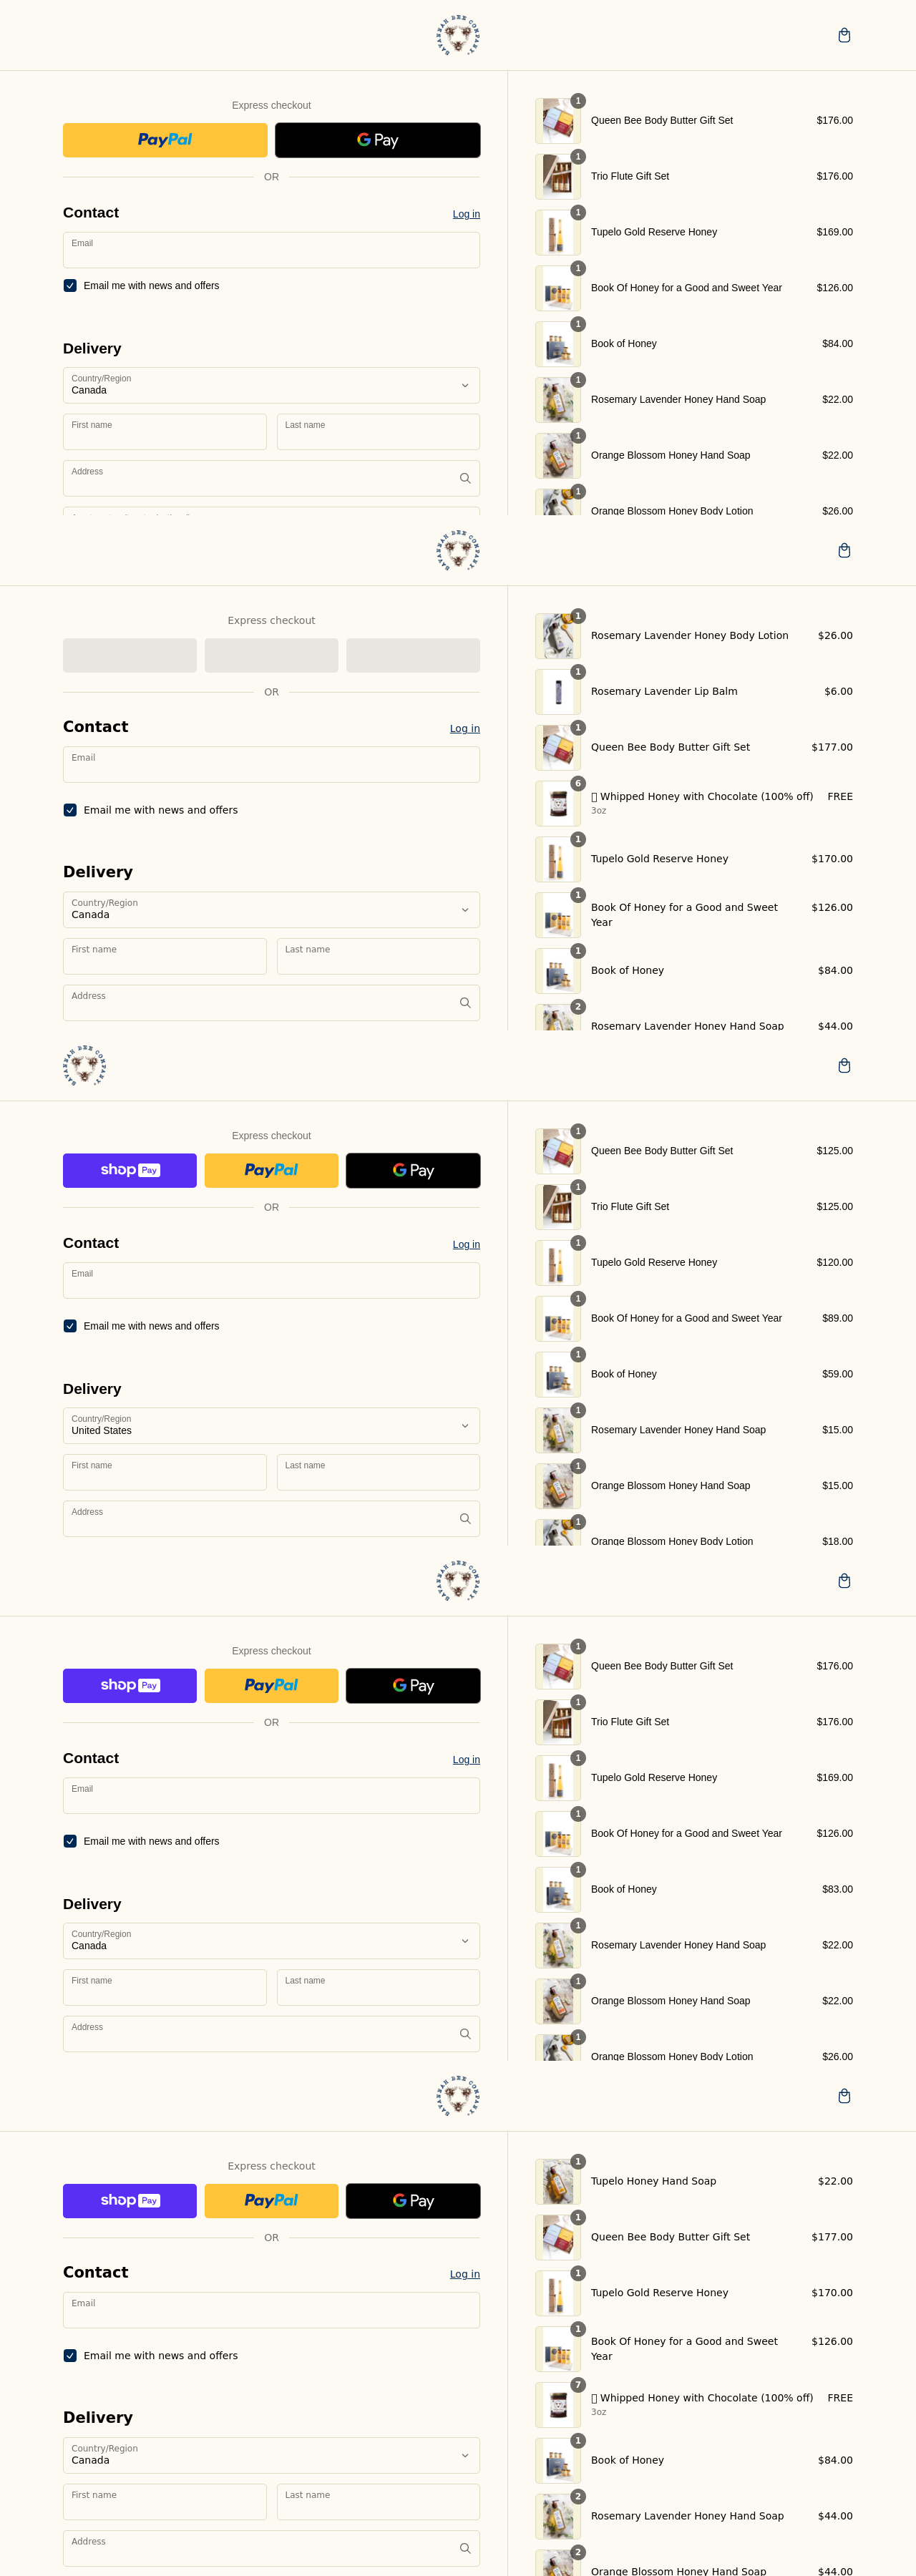 SAVANNAH BEE COMPANY
Express checkout
PayPal
G Pay
OR
Contact
Log in
Email
Email me with news and offers
Delivery
Country/Region
Canada
First name
Last name
Address
1
Queen Bee Body Butter Gift Set
$176.00
1
Trio Flute Gift Set
$176.00
1
Tupelo Gold Reserve Honey
$169.00
1
Book Of Honey for a Good and Sweet Year
$126.00
1
Book of Honey
$84.00
1
Rosemary Lavender Honey Hand Soap
$22.00
1
Orange Blossom Honey Hand Soap
$22.00
1
Orange Blossom Honey Body Lotion
$26.00
SAVANNAH BEE COMPANY
Express checkout
OR
Contact
Log in
Email
Email me with news and offers
Delivery
Country/Region
Canada
First name
Last name
Address
1
Rosemary Lavender Honey Body Lotion
$26.00
1
Rosemary Lavender Lip Balm
$6.00
1
Queen Bee Body Butter Gift Set
$177.00
6
Whipped Honey with Chocolate (100% off)
3oz
FREE
1
Tupelo Gold Reserve Honey
$170.00
1
Book Of Honey for a Good and Sweet
Year
$126.00
1
Book of Honey
$84.00
2
Rosemary Lavender Honey Hand Soap
$44.00
SAVANNAH BEE COMPANY
Express checkout
shop Pay
PayPal
G Pay
OR
Contact
Log in
Email
Email me with news and offers
Delivery
Country/Region
United States
First name
Last name
Address
1
Queen Bee Body Butter Gift Set
$125.00
1
Trio Flute Gift Set
$125.00
1
Tupelo Gold Reserve Honey
$120.00
1
Book Of Honey for a Good and Sweet Year
$89.00
1
Book of Honey
$59.00
1
Rosemary Lavender Honey Hand Soap
$15.00
1
Orange Blossom Honey Hand Soap
$15.00
1
Orange Blossom Honey Body Lotion
$18.00
SAVANNAH BEE COMPANY
Express checkout
shop Pay
PayPal
G Pay
OR
Contact
Log in
Email
Email me with news and offers
Delivery
Country/Region
Canada
First name
Last name
Address
1
Queen Bee Body Butter Gift Set
$176.00
1
Trio Flute Gift Set
$176.00
1
Tupelo Gold Reserve Honey
$169.00
1
Book Of Honey for a Good and Sweet Year
$126.00
1
Book of Honey
$83.00
1
Rosemary Lavender Honey Hand Soap
$22.00
1
Orange Blossom Honey Hand Soap
$22.00
1
Orange Blossom Honey Body Lotion
$26.00
SAVANNAH BEE COMPANY
Express checkout
shop Pay
PayPal
G Pay
OR
Contact
Log in
Email
Email me with news and offers
Delivery
Country/Region
Canada
First name
Last name
Address
1
Tupelo Honey Hand Soap
$22.00
1
Queen Bee Body Butter Gift Set
$177.00
1
Tupelo Gold Reserve Honey
$170.00
1
Book Of Honey for a Good and Sweet
Year
$126.00
7
Whipped Honey with Chocolate (100% off)
3oz
FREE
1
Book of Honey
$84.00
2
Rosemary Lavender Honey Hand Soap
$44.00
2
Orange Blossom Honey Hand Soap
$44.00